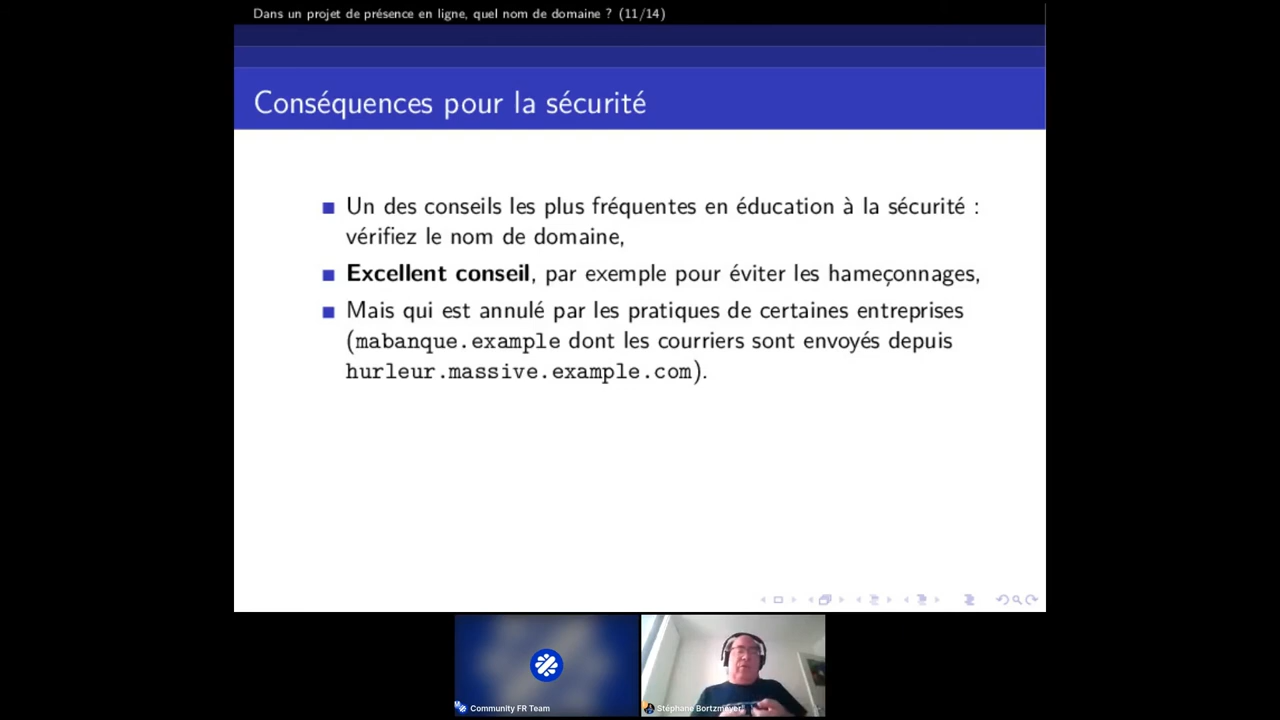 Dans un projet de présence en ligne, quel nom de domaine ? (11/14)
Conséquences pour la sécurité
Un des conseils les plus fréquentes en éducation à la sécurité :
vérifiez le nom de domaine,
Excellent conseil, par exemple pour éviter les hameçonnages,
Mais qui est annulé par les pratiques de certaines entreprises
(mabanque.example dont les courriers sont envoyés depuis
hurleur.massive.example.com).
Community FR Team
Stéphane Bortzmeyer